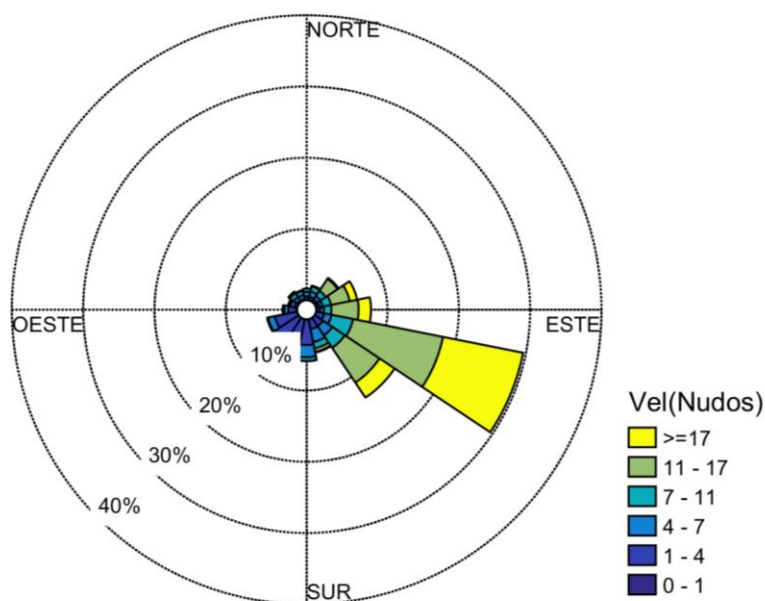 NORTE
OESTE
ESTE
10%
20%
30%
40%
SUR
Vel(Nudos)
>=17
11 - 17
7 - 11
4 - 7
1 - 4
0 - 1